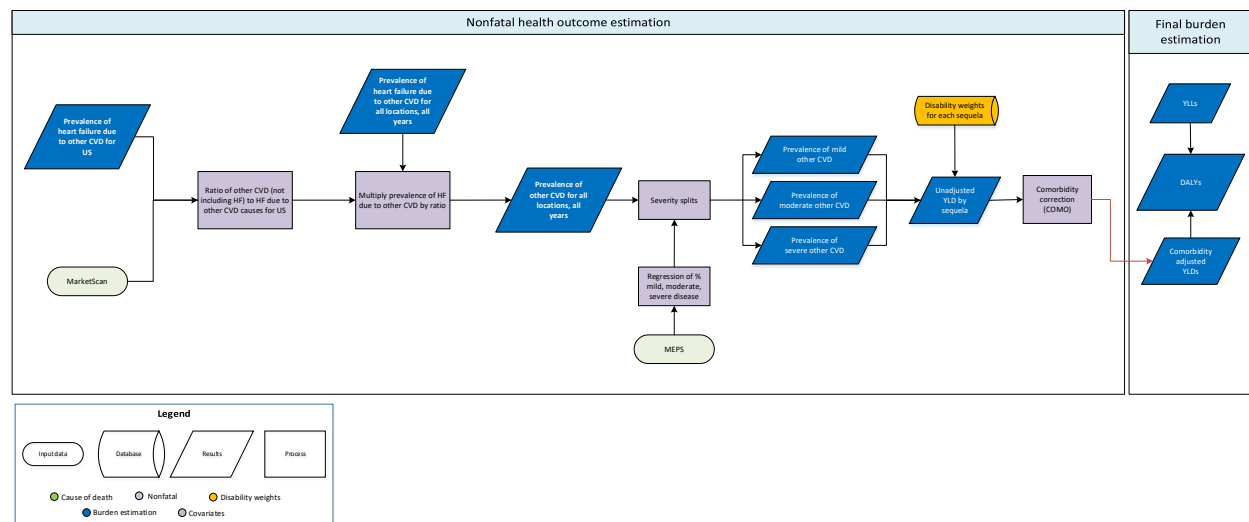 Nonfatal health outcome estimation
Final burden
estimation
Prevalence of
heart failure due
to other CVD for
US
MarketScan
Ratio of other CVD (not
including HF) to HF due to
other CVD causes for US
Prevalence of
heart failure due
to other CVD for
all locations, all
years
Multiply prevalence of HF
due to other CVD by ratio
Prevalence of
other CVD for all
locations, all
years
Severity splits
Regression of %
mild, moderate,
severe disease
MEPS
Prevalence of mild
other CVD
Prevalence of
moderate other CVD
Prevalence of
severe other CVD
Disability weights
for each sequela
Unadjusted
YLD by
sequela
Comorbidity
correction
(COMO)
YLLs
DALYs
Comorbidity
adjusted
YLDs
Legend
Input data
Database
Results
Process
Cause of death
Nonfatal
Disability weights
Burden estimation
Covariates